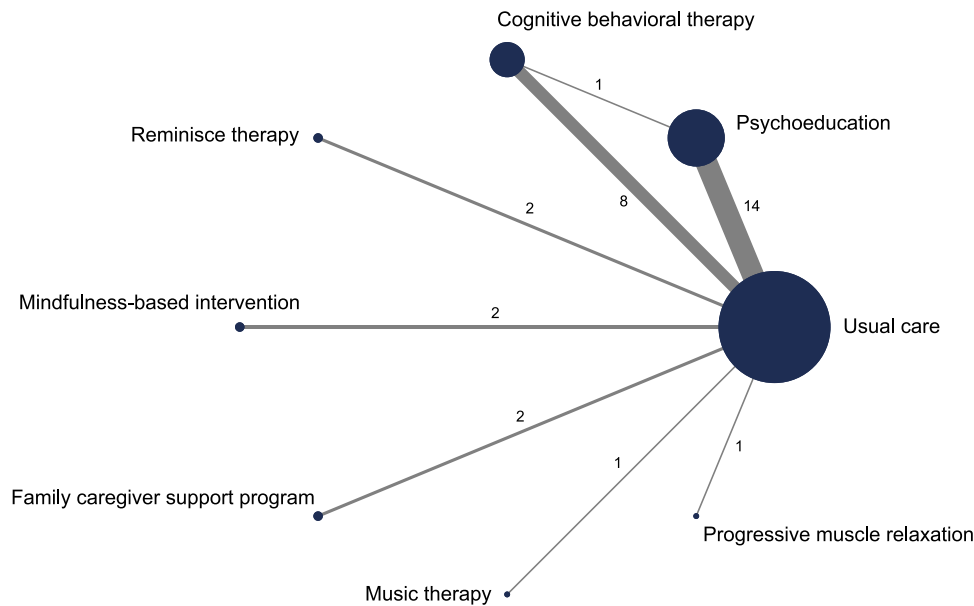 Cognitive behavioral therapy
1
Psychoeducation
Reminisce therapy
8
14
2
Mindfulness-based intervention
2
Usual care
2
1
1
Family caregiver support program
Progressive muscle relaxation
Music therapy